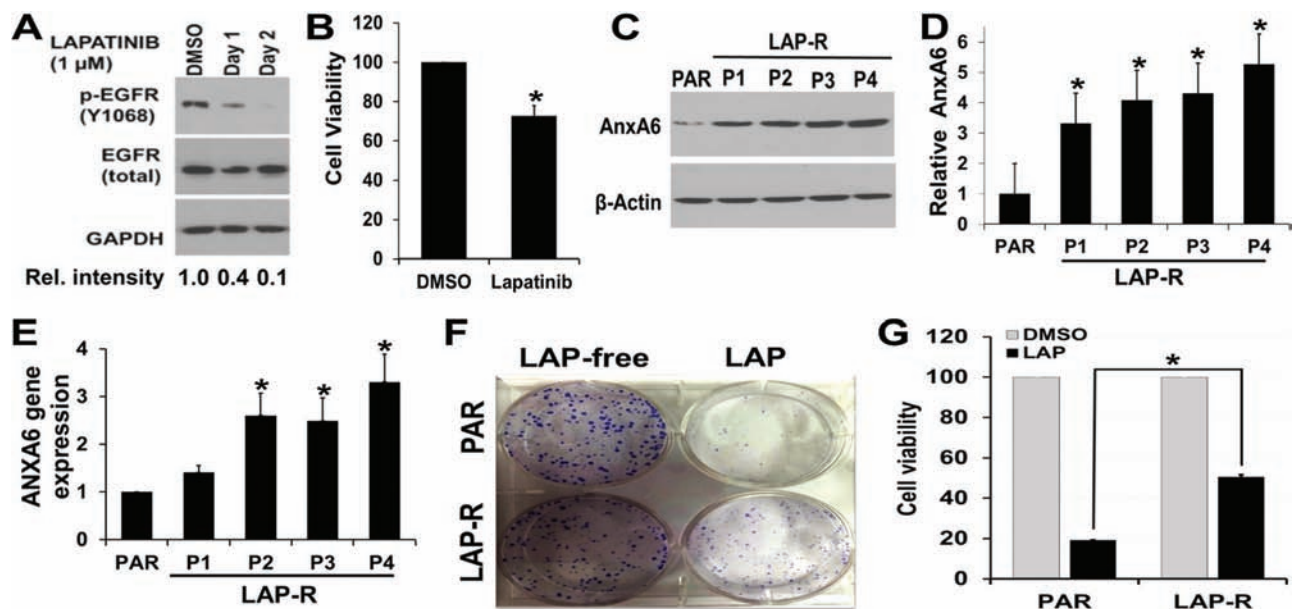 A
LAPATINIB
(1 µM)
DMSO
Day 1
Day 2
p-EGFR
(Y1068)
EGFR
(total)
GAPDH
Rel. intensity 1.0 0.4 0.1
B
Cell Viability
120
100
80
60
40
20
0
DMSO Lapatinib
*
C
LAP-R
PAR P1 P2 P3 P4
AnxA6
β-Actin
D
Relative AnxA6
6
5
4
3
2
1
0
* * * *
PAR P1 P2 P3 P4
LAP-R
E
ANXA6 gene
expression
4
3
2
1
0
* * *
PAR P1 P2 P3 P4
LAP-R
F
LAP-free LAP
PAR
LAP-R
G
DMSO
LAP
Cell viability
120
100
80
60
40
20
0
*
PAR LAP-R